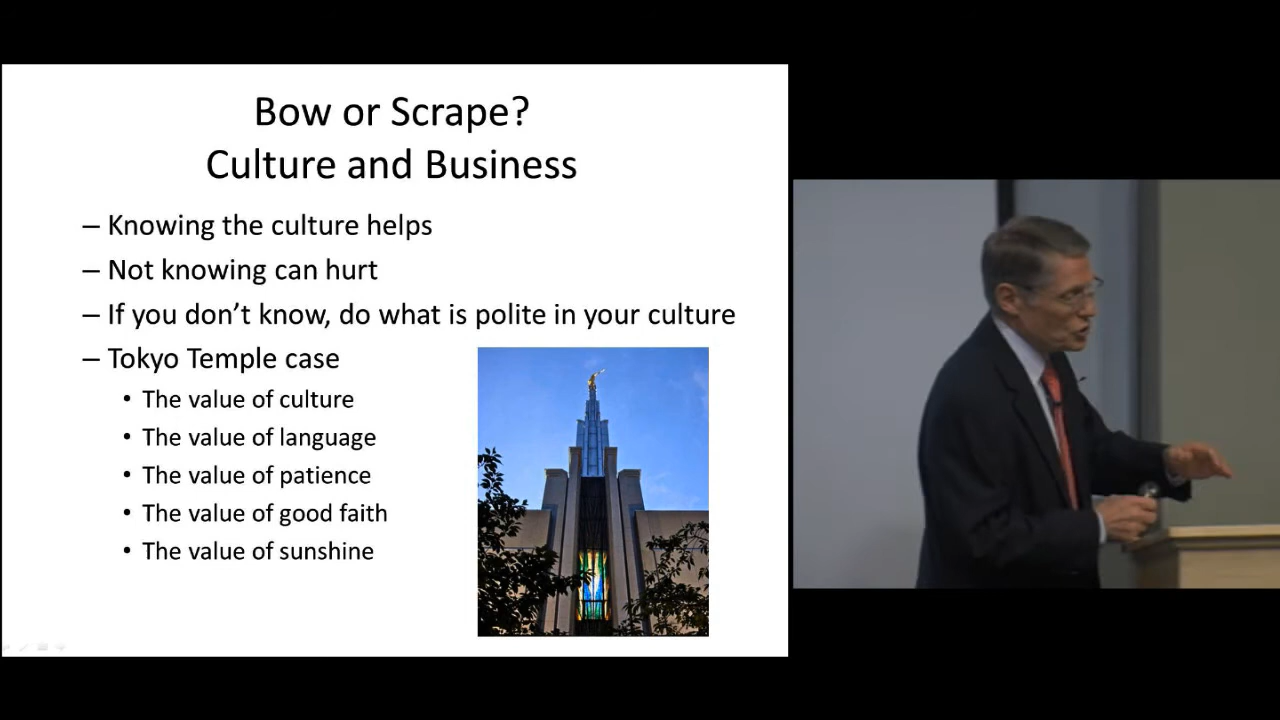 Bow or Scrape?
Culture and Business
– Knowing the culture helps
– Not knowing can hurt
– If you don’t know, do what is polite in your culture
– Tokyo Temple case
• The value of culture
• The value of language
• The value of patience
• The value of good faith
• The value of sunshine